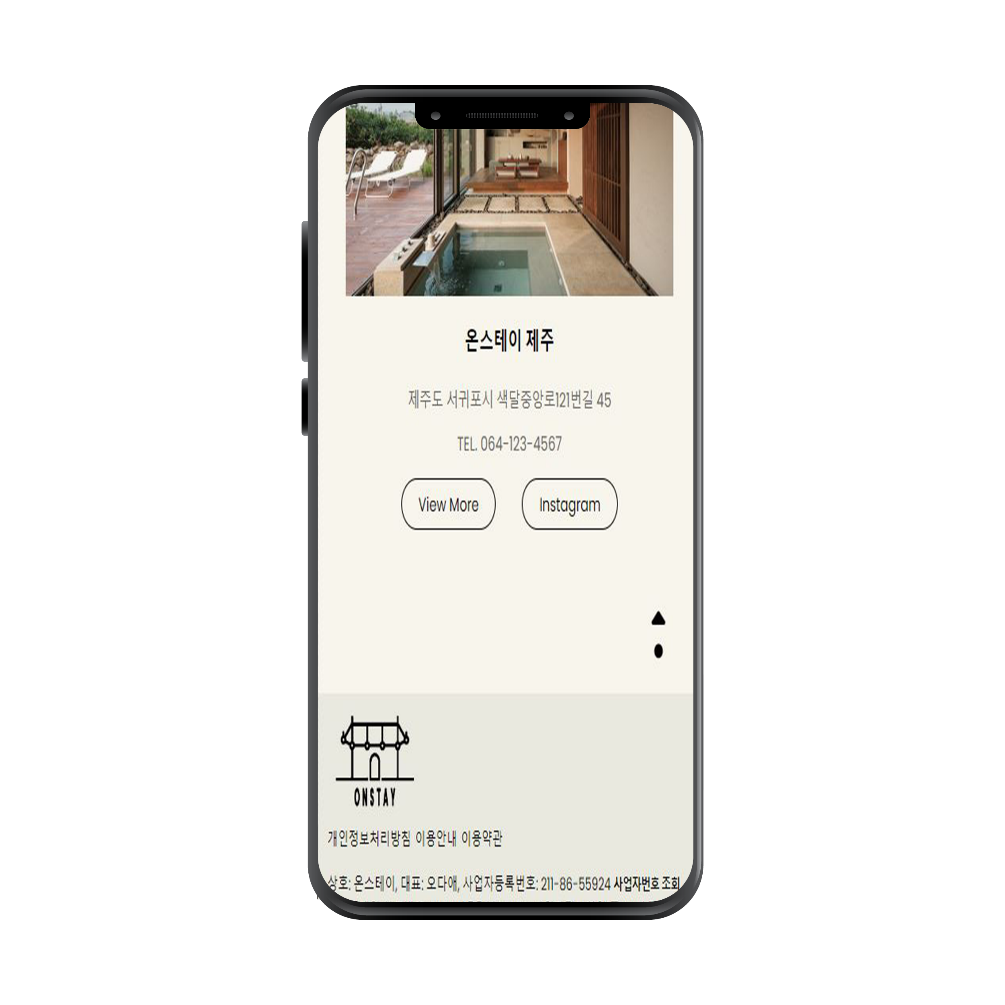 온스테이 제주
제주도 서귀포시 색달중앙로121번길 45
TEL. 064-123-4567
View More Instagram
ONSTAY
개인정보처리방침 이용안내 이용약관
상호: 온스테이, 대표: 오다애, 사업자등록번호: 211-86-55924 사업자번호 조회